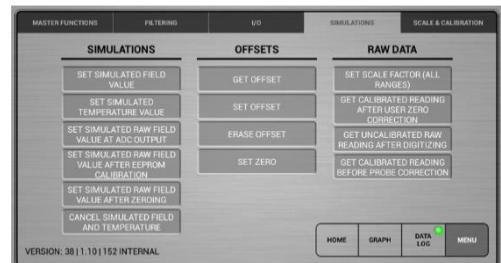 MASTER FUNCTIONS
FILTERING
I/O
SIMULATIONS
SCALE & CALIBRATION
SIMULATIONS
SET SIMULATED FIELD
VALUE
SET SIMULATED
TEMPERATURE VALUE
SET SIMULATED RAW FIELD
VALUE AT ADC OUTPUT
SET SIMULATED RAW FIELD
VALUE AFTER EEPROM
CALIBRATION
SET SIMULATED RAW FIELD
VALUE AFTER ZEROING
CANCEL SIMULATED FIELD
AND TEMPERATURE
OFFSETS
GET OFFSET
SET OFFSET
ERASE OFFSET
SET ZERO
RAW DATA
SET SCALE FACTOR (ALL
RANGES)
GET CALIBRATED READING
AFTER USER ZERO
CORRECTION
GET UNCALIBRATED RAW
READING AFTER DIGITIZING
GET CALIBRATED READING
BEFORE PROBE CORRECTION
VERSION: 38 | 1.10 | 152 INTERNAL
HOME
GRAPH
DATA
LOG
MENU